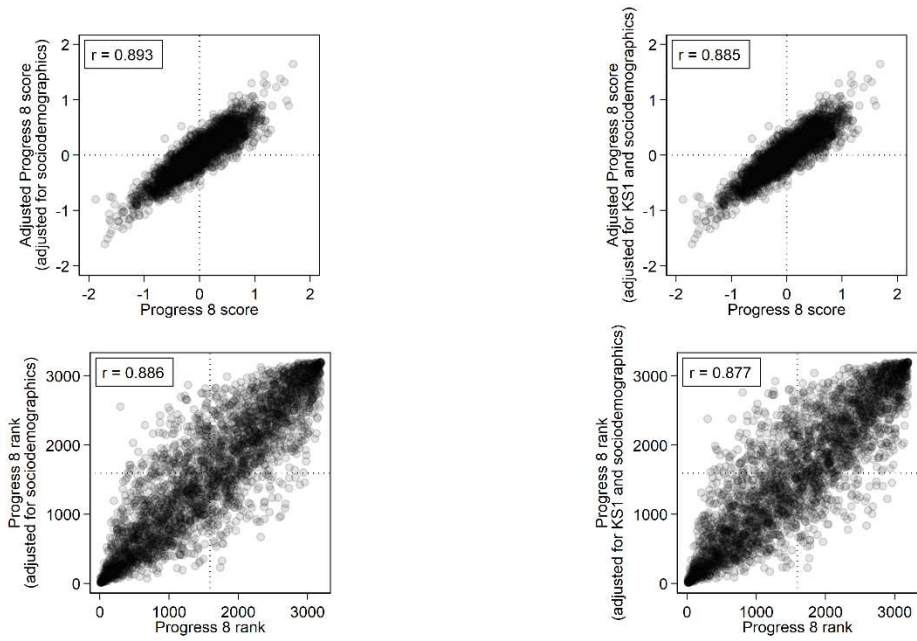 Adjusted Progress 8 score
(adjusted for sociodemographics)
r = 0.893
2
1
0
-1
-2
-2 -1 0 1 2
Progress 8 score
Adjusted Progress 8 score
(adjusted for KS1 and sociodemographics)
r = 0.885
2
1
0
-1
-2
-2 -1 0 1 2
Progress 8 score
Progress 8 rank
(adjusted for sociodemographics)
r = 0.886
3000
2000
1000
0
0 1000 2000 3000
Progress 8 rank
Progress 8 rank
(adjusted for KS1 and sociodemographics)
r = 0.877
3000
2000
1000
0
0 1000 2000 3000
Progress 8 rank